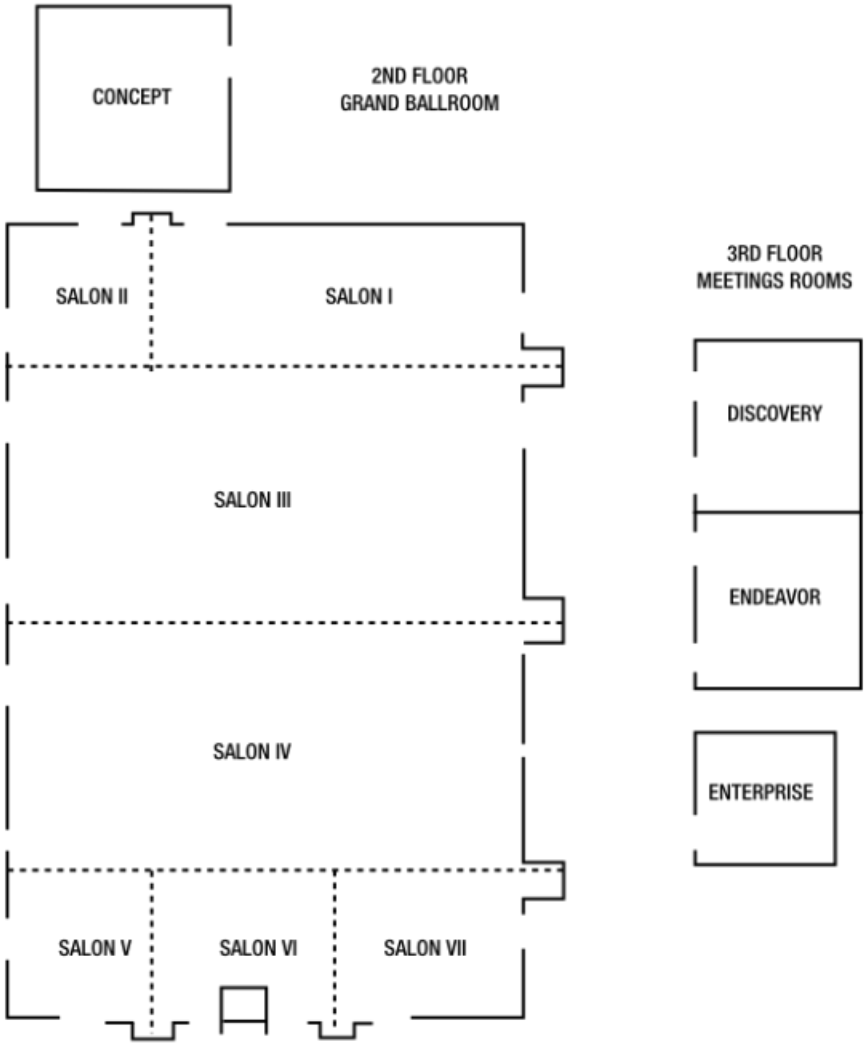 CONCEPT
2ND FLOOR
GRAND BALLROOM
SALON II
SALON I
3RD FLOOR
MEETINGS ROOMS
DISCOVERY
SALON III
ENDEAVOR
SALON IV
ENTERPRISE
SALON V
SALON VI
SALON VII